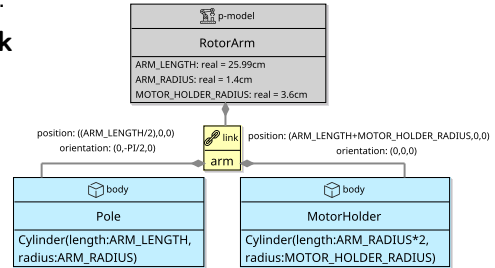 .
k
p-model
RotorArm
ARM_LENGTH: real = 25.99cm
ARM_RADIUS: real = 1.4cm
MOTOR_HOLDER_RADIUS: real = 3.6cm
position: ((ARM_LENGTH/2),0,0)
orientation: (0,-PI/2,0)
link
arm
position: (ARM_LENGTH+MOTOR_HOLDER_RADIUS,0,0)
orientation: (0,0,0)
body
Pole
Cylinder(length:ARM_LENGTH,
radius:ARM_RADIUS)
body
MotorHolder
Cylinder(length:ARM_RADIUS*2,
radius:MOTOR_HOLDER_RADIUS)